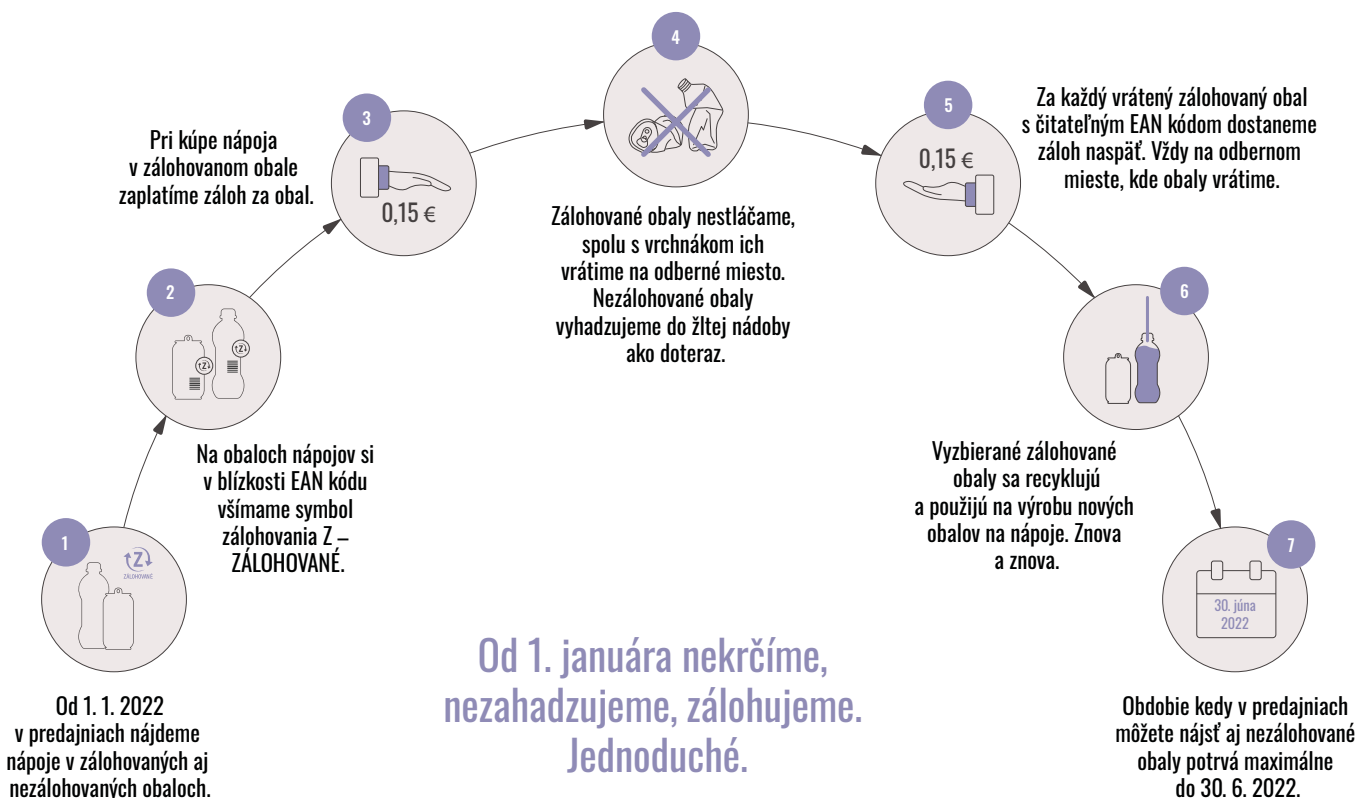 1
Z
ZÁLOHOVANÉ
Od 1. 1. 2022
v predajniach nájdeme
nápoje v zálohovaných aj
nezálohovaných obaloch.
2
Z
Z
Na obaloch nápojov si
v blízkosti EAN kódu
všímame symbol
zálohovania Z –
ZÁLOHOVANÉ.
3
0,15 €
Pri kúpe nápoja
v zálohovanom obale
zaplatíme záloh za obal.
4
Zálohované obaly nestláčame,
spolu s vrchnákom ich
vrátime na odberné miesto.
Nezálohované obaly
vyhadzujeme do žltej nádoby
ako doteraz.
5
0,15 €
Za každý vrátený zálohovaný obal
s čitateľným EAN kódom dostaneme
záloh naspäť. Vždy na odbernom
mieste, kde obaly vrátime.
6
Vyzbierané zálohované
obaly sa recyklujú
a použijú na výrobu nových
obalov na nápoje. Znova
a znova.
7
30. júna
2022
Obdobie kedy v predajniach
môžete nájsť aj nezálohované
obaly potrvá maximálne
do 30. 6. 2022.
Od 1. januára nekrčíme,
nezahadzujeme, zálohujeme.
Jednoduché.